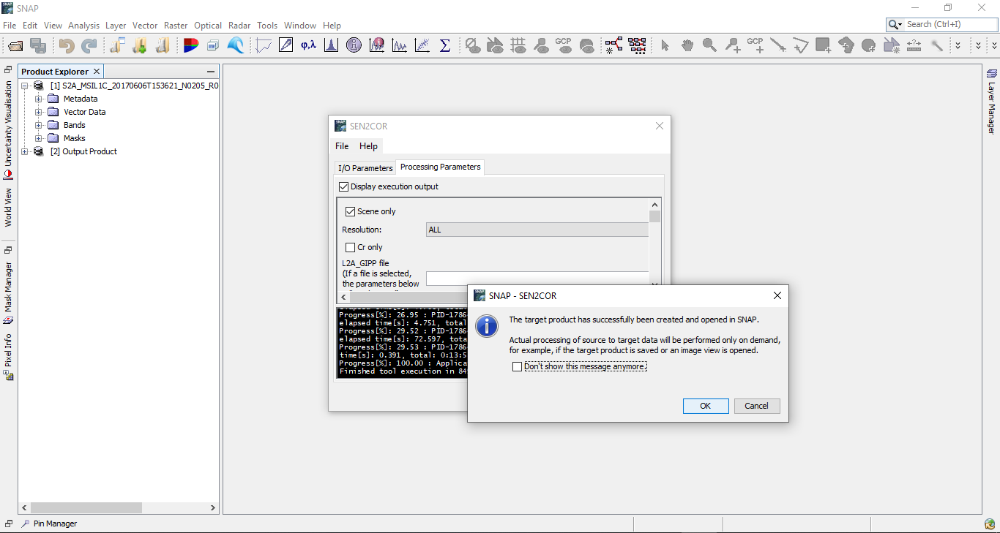 SNAP
File Edit View Analysis Layer Vector Raster Optical Radar Tools Window Help
Search (Ctrl+I)
φ,λ
Σ
GCP
GCP
Product Explorer
[1] S2A_MSIL1C_20170606T153621_N0205_R0
Metadata
Vector Data
Bands
Masks
[2] Output Product
Uncertainty Visualisation
World View
Mask Manager
Pixel Info
Layer Manager
SNAP
SEN2COR
File Help
I/O Parameters
Processing Parameters
Display execution output
Scene only
Resolution:
ALL
Cr only
L2A_GIPP file
(If a file is selected,
the parameters below
Progress[%]: 26.95 : PID-1786
elapsed time[s]: 4.751, total
Progress[%]: 29.52 : PID-1786
elapsed time[s]: 72.597, tota
Progress[%]: 29.53 : PID-1786
time[s]: 0.391, total: 0:13:5
Progress[%]: 100.00 : Applica
Finished tool execution in 84
SNAP - SEN2COR
The target product has successfully been created and opened in SNAP.
Actual processing of source to target data will be performed only on demand,
for example, if the target product is saved or an image view is opened.
Don't show this message anymore.
OK
Cancel
Pin Manager